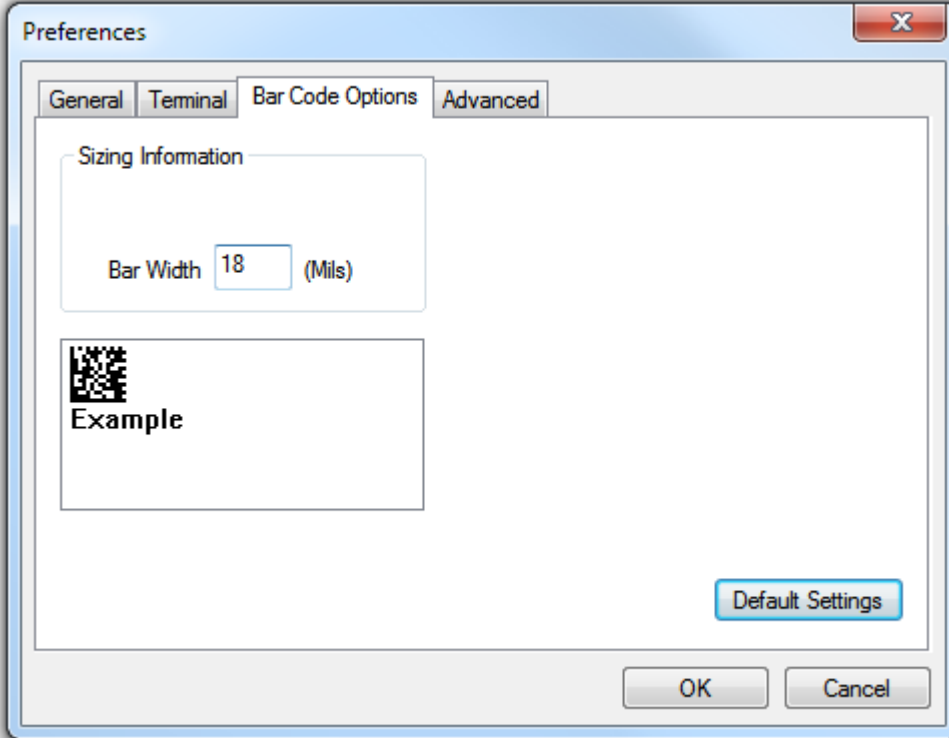 Preferences
General Terminal Bar Code Options Advanced
Sizing Information
Bar Width 18 (Mils)
Example
Default Settings
OK Cancel